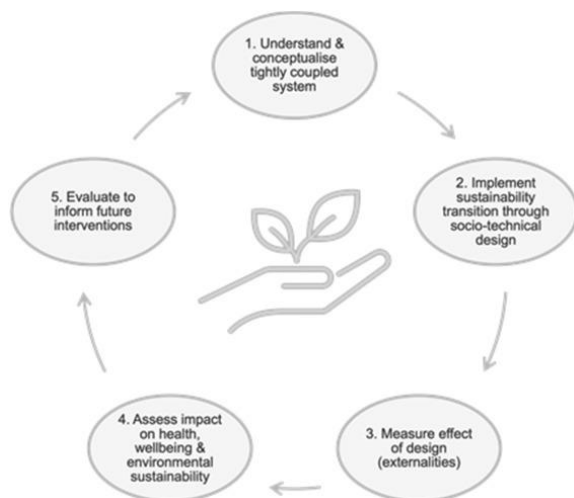 1. Understand &
conceptualise
tightly coupled
system
2. Implement
sustainability
transition through
socio-technical
design
3. Measure effect
of design
(externalities)
4. Assess impact
on health,
wellbeing &
environmental
sustainability
5. Evaluate to
inform future
interventions